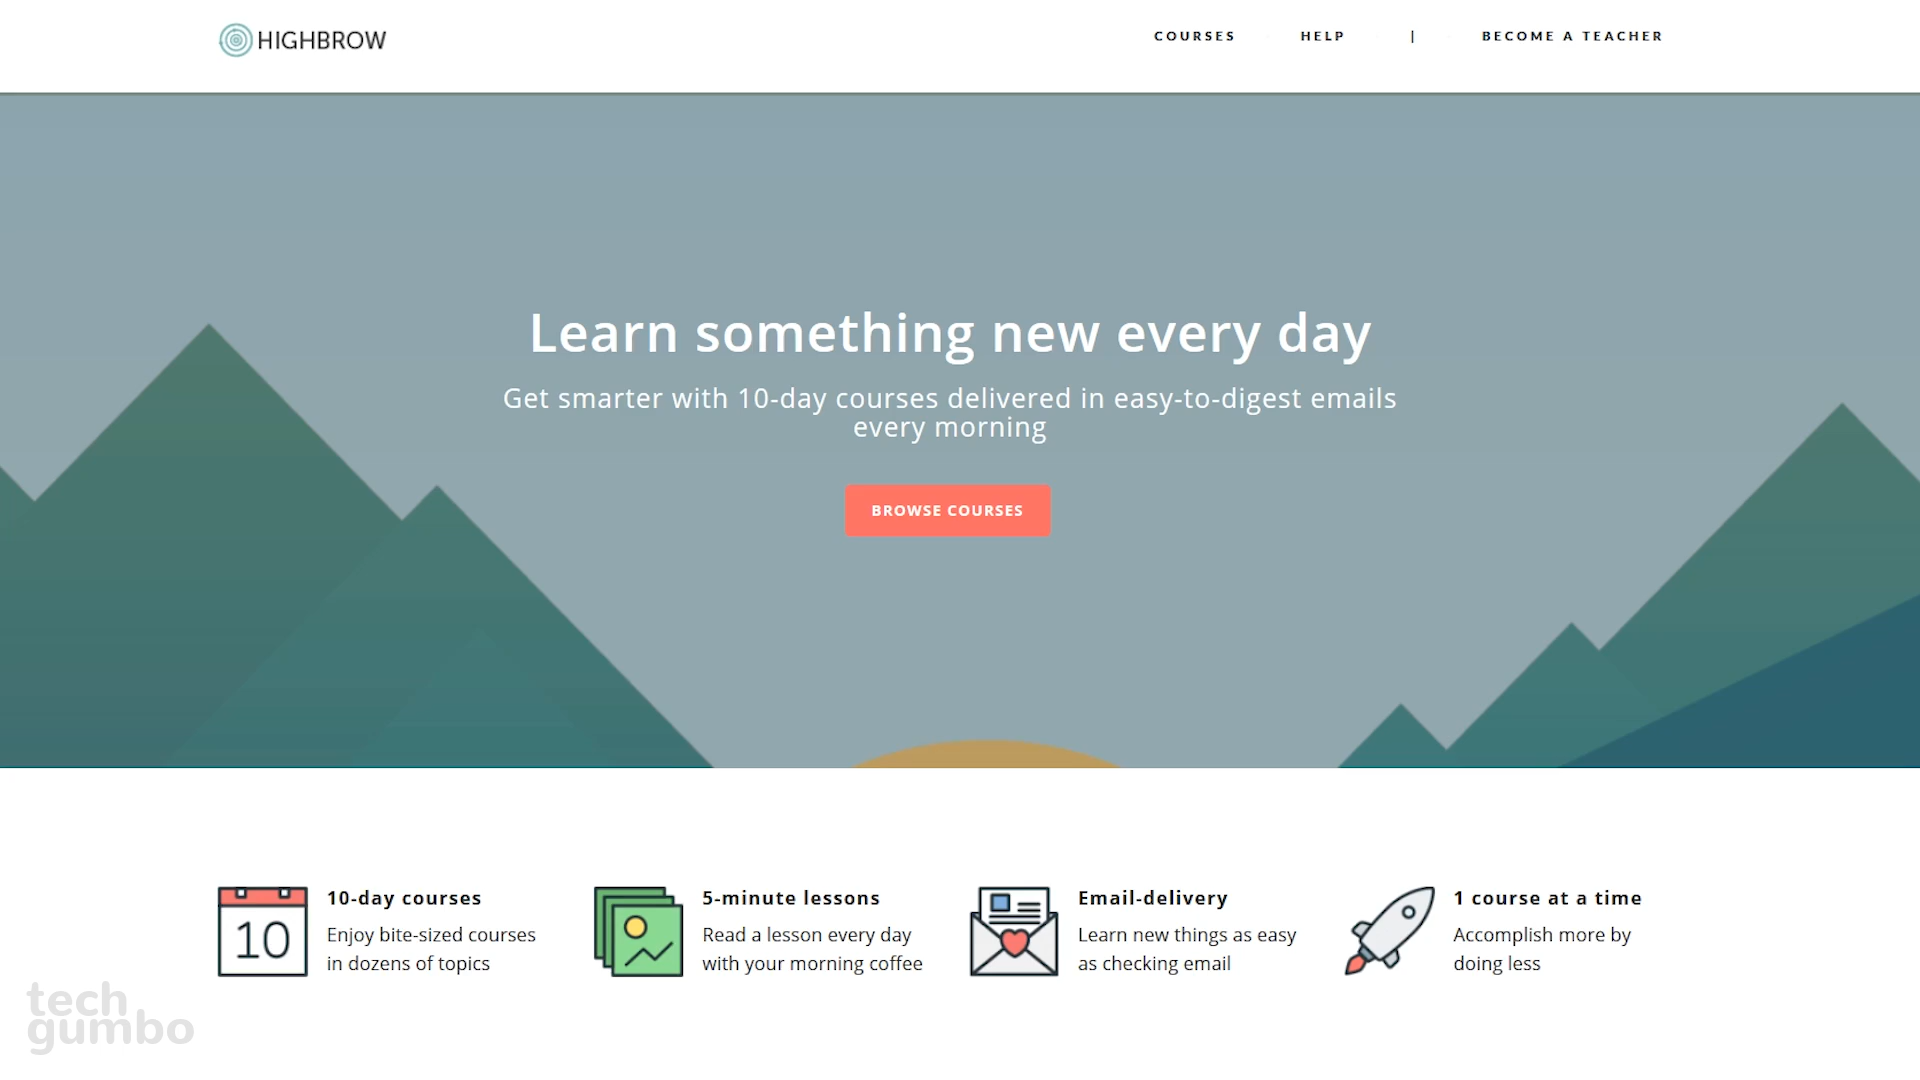 HIGHBROW
COURSES
HELP
|
BECOME A TEACHER
Learn something new every day
Get smarter with 10-day courses delivered in easy-to-digest emails
every morning
BROWSE COURSES
10
10-day courses
Enjoy bite-sized courses
in dozens of topics
5-minute lessons
Read a lesson every day
with your morning coffee
Email-delivery
Learn new things as easy
as checking email
1 course at a time
Accomplish more by
doing less
tech
gumbo